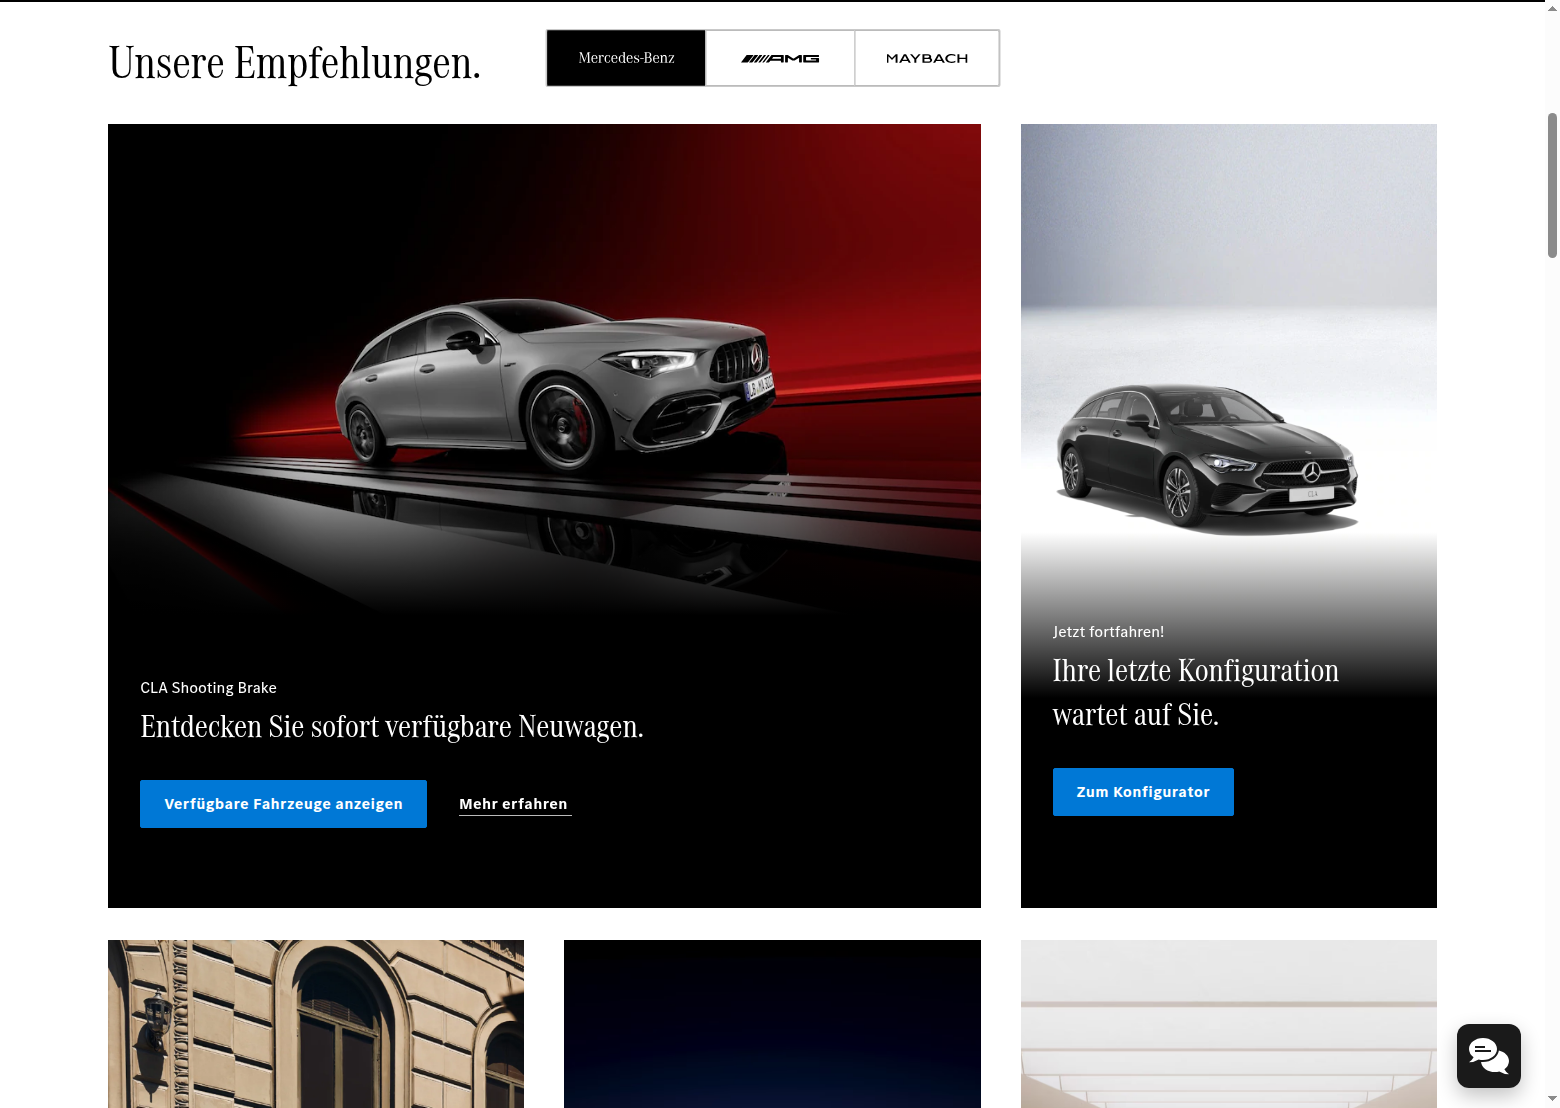 Unsere Empfehlungen.
Mercedes-Benz
AMG
MAYBACH
CLA
CLA Shooting Brake
Entdecken Sie sofort verfügbare Neuwagen.
Verfügbare Fahrzeuge anzeigen
Mehr erfahren
Jetzt fortfahren!
Ihre letzte Konfiguration
wartet auf Sie.
Zum Konfigurator